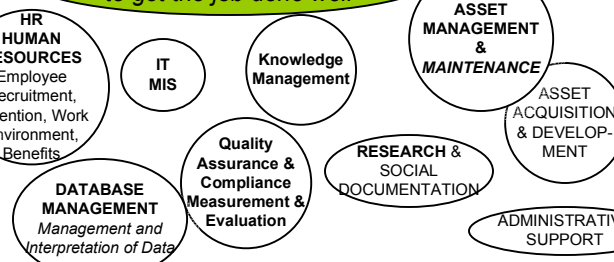 to get the job done well
HR
HUMAN
RESOURCES
Employee
Recruitment,
Retention, Work
Environment,
Benefits
IT
MIS
Knowledge
Management
ASSET
MANAGEMENT
&
MAINTENANCE
ASSET
ACQUISITION
& DEVELOP-
MENT
Quality
Assurance &
Compliance
Measurement &
Evaluation
RESEARCH &
SOCIAL
DOCUMENTATION
DATABASE
MANAGEMENT
Management and
Interpretation of Data
ADMINISTRATIV
SUPPORT